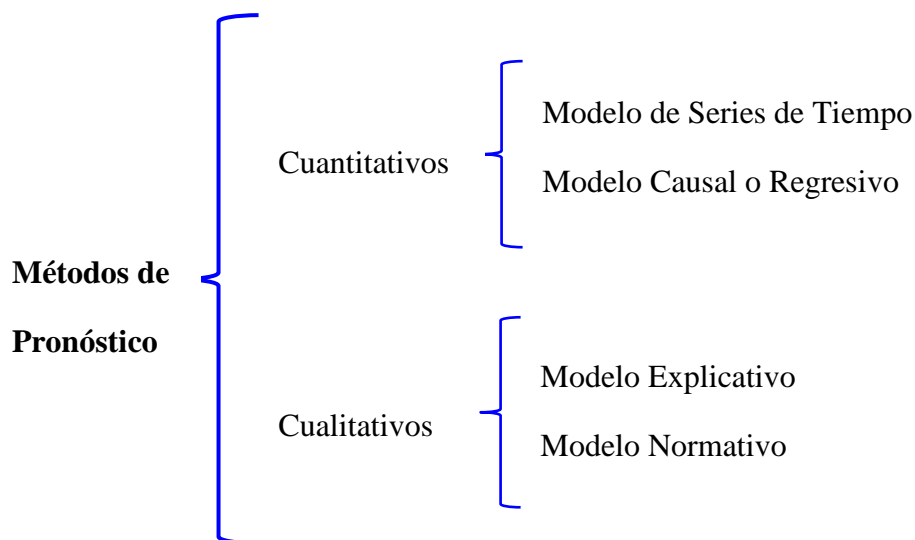 Métodos de
Pronóstico
Cuantitativos
Modelo de Series de Tiempo
Modelo Causal o Regresivo
Cualitativos
Modelo Explicativo
Modelo Normativo